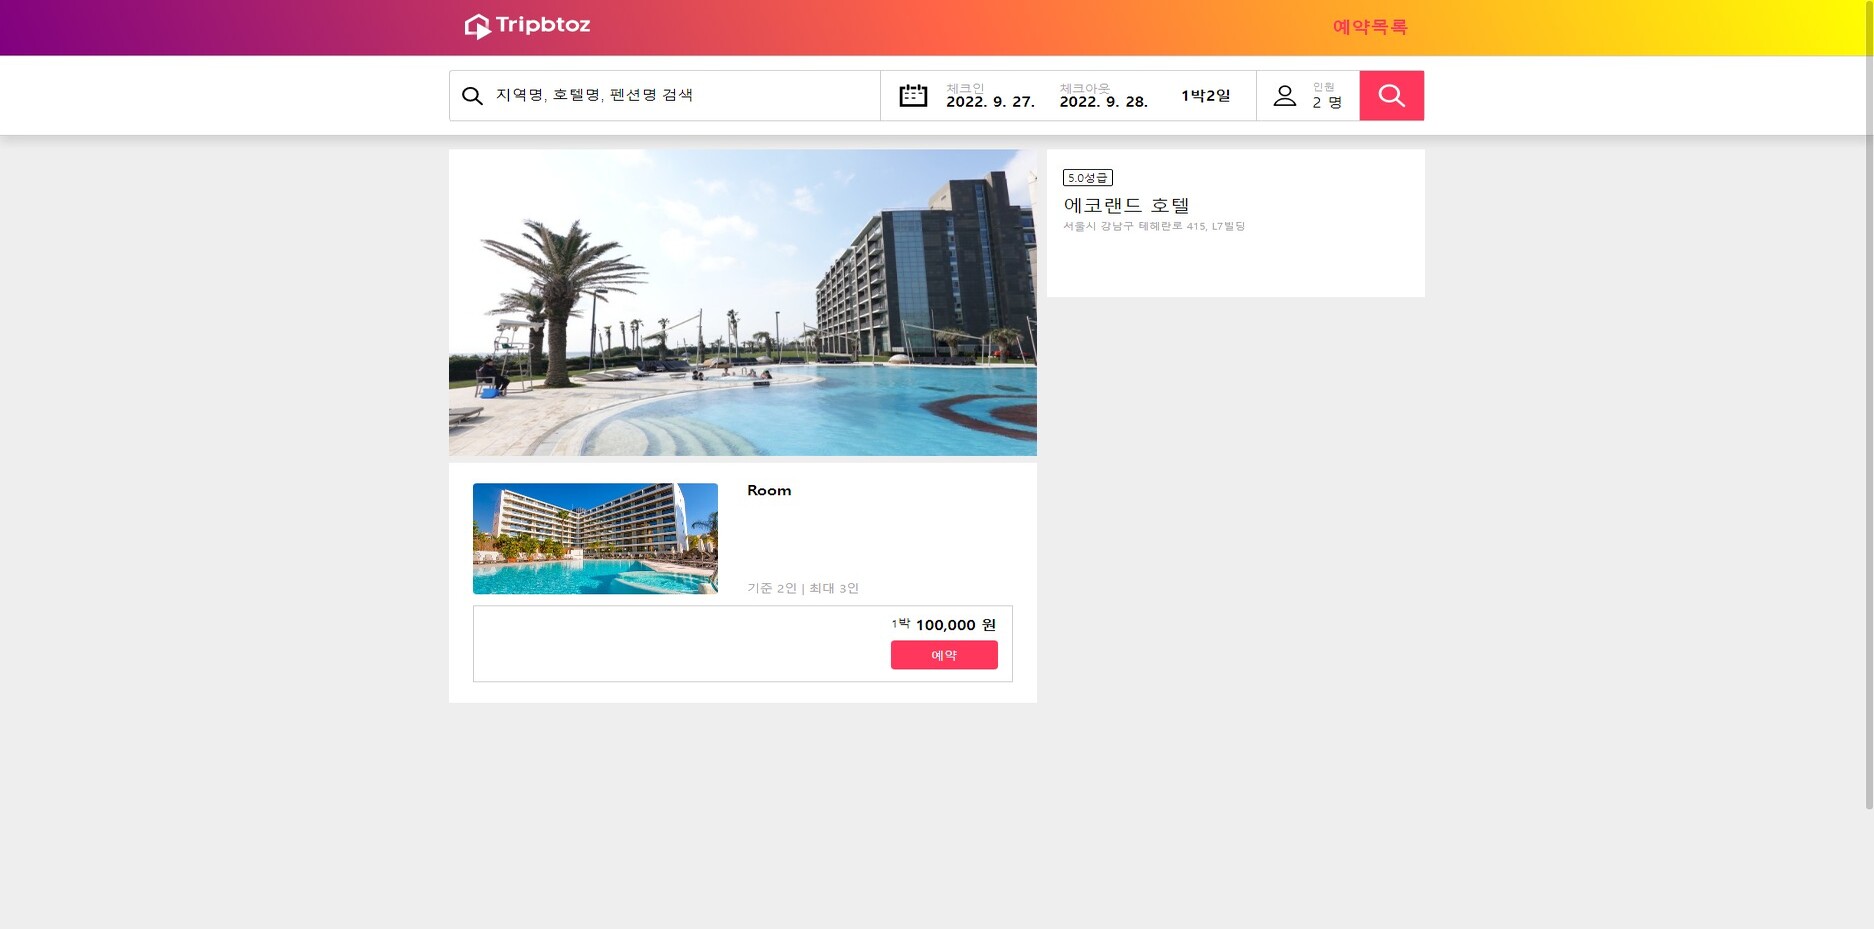 Tripbtoz
예약목록
지역명, 호텔명, 펜션명 검색
체크인
2022. 9. 27.
체크아웃
2022. 9. 28.
1박2일
인원
2 명
5.0성급
에코랜드 호텔
서울시 강남구 테헤란로 415, L7빌딩
Room
기준 2인 | 최대 3인
1박 100,000 원
예약